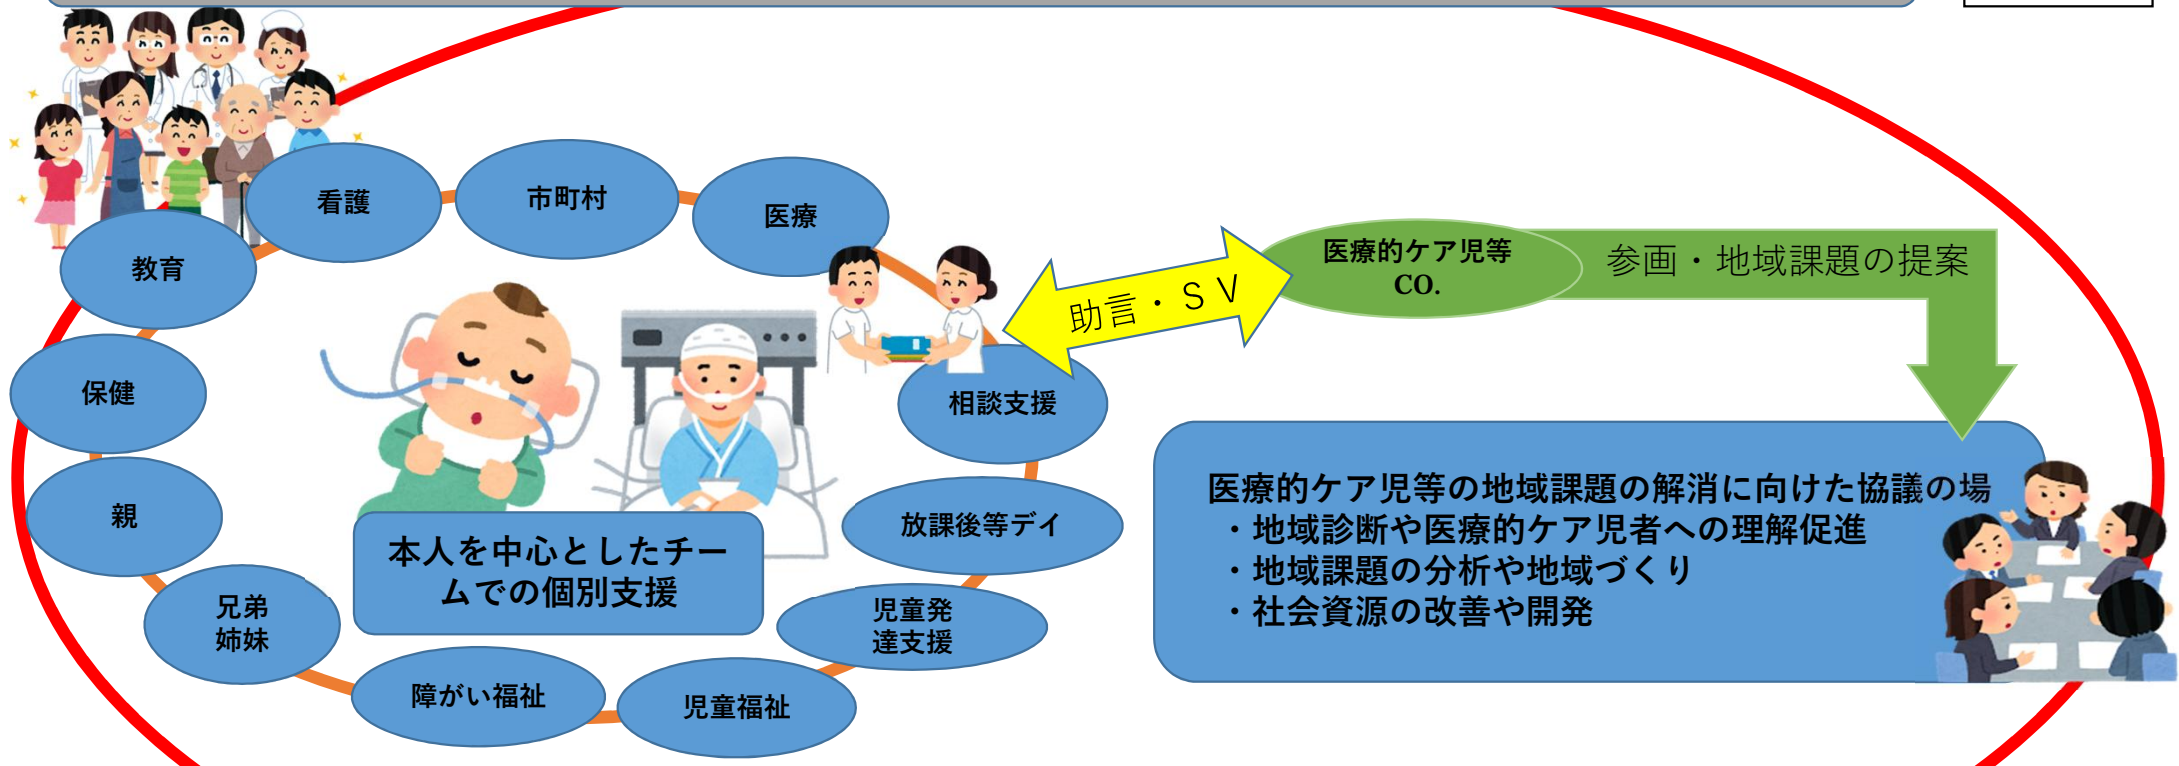 看護
市町村
医療
教育
保健
親
兄弟
姉妹
障がい福祉
児童福祉
児童発
達支援
放課後等デイ
相談支援
本人を中心としたチー
ムでの個別支援
助言・ＳＶ
医療的ケア児等
CO.
参画・地域課題の提案
医療的ケア児等の地域課題の解消に向けた協議の場
・地域診断や医療的ケア児者への理解促進
・地域課題の分析や地域づくり
・社会資源の改善や開発